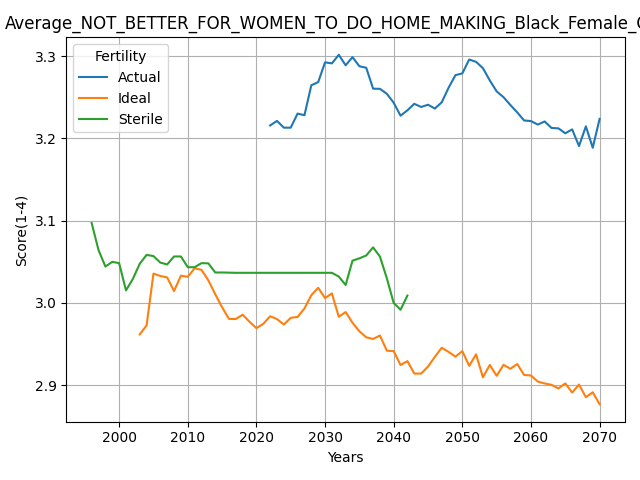 Average_NOT_BETTER_FOR_WOMEN_TO_DO_HOME_MAKING_Black_Female_
Fertility
Actual
Ideal
Sterile
Score(1-4)
3.3
3.2
3.1
3.0
2.9
2000 2010 2020 2030 2040 2050 2060 2070
Years